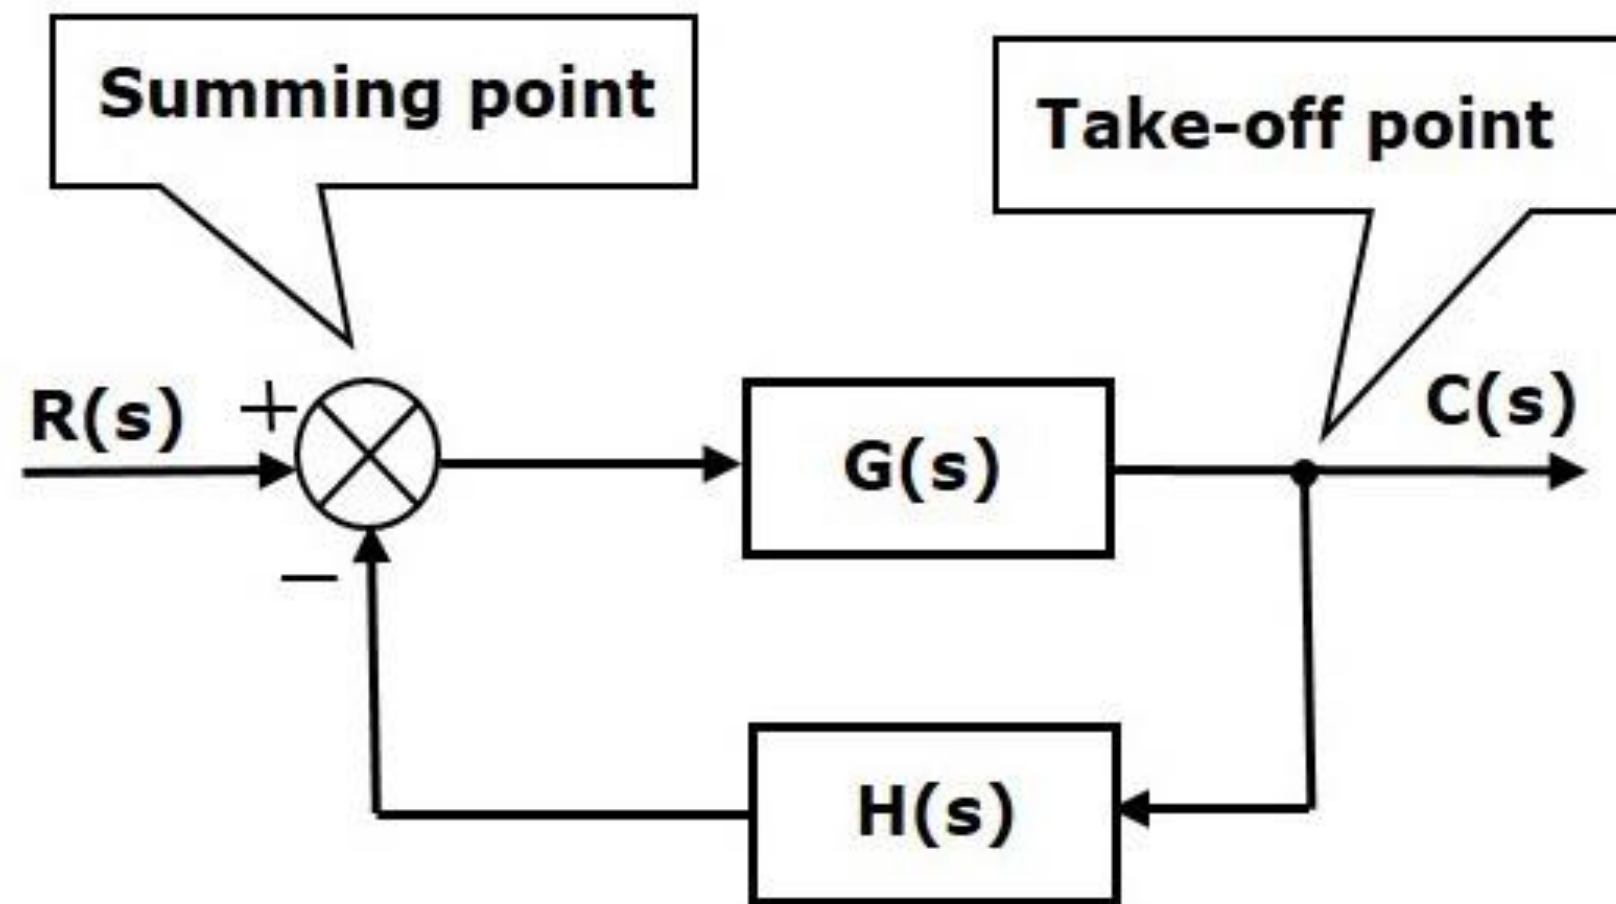 Summing point
Take-off point
R(s)
+
G(s)
C(s)
−
H(s)